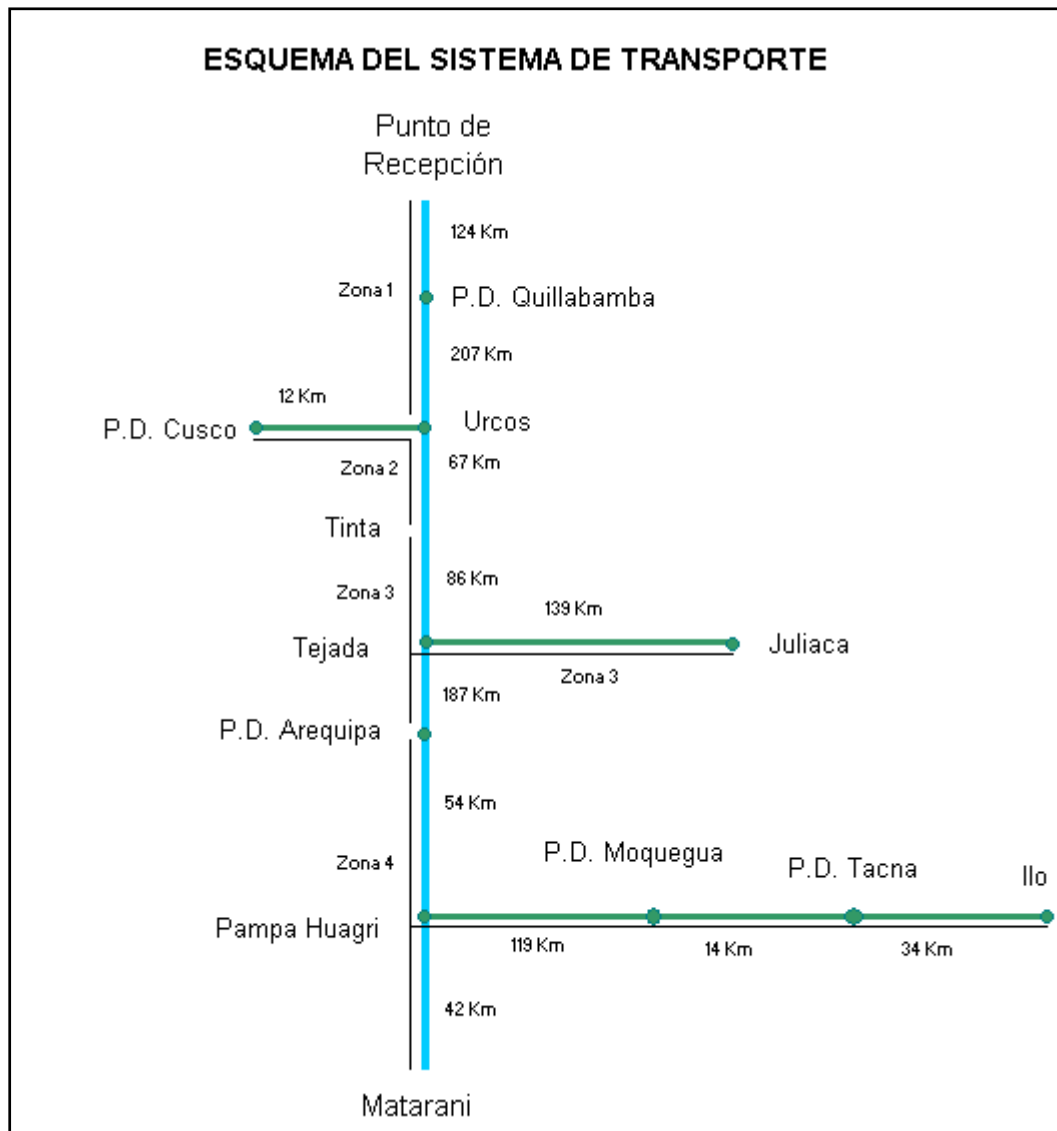 ESQUEMA DEL SISTEMA DE TRANSPORTE
Punto de
Recepción
124 Km
Zona 1
P.D. Quillabamba
207 Km
12 Km
P.D. Cusco
Urcos
Zona 2
67 Km
Tinta
Zona 3
86 Km
139 Km
Tejada
Juliaca
Zona 3
187 Km
P.D. Arequipa
54 Km
Zona 4
P.D. Moquegua
P.D. Tacna
Ilo
Pampa Huagri
119 Km
14 Km
34 Km
42 Km
Matarani